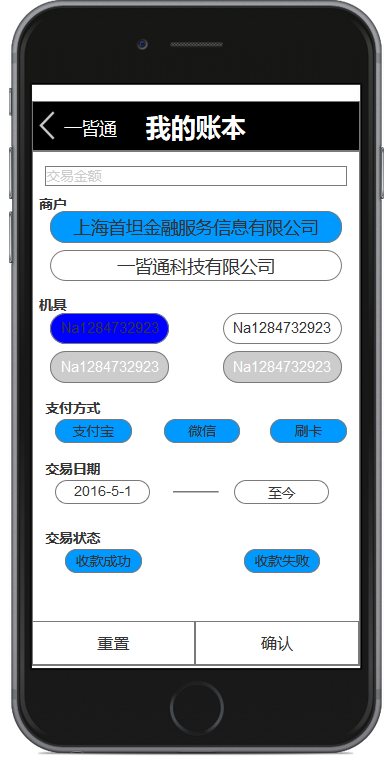 一皆通 我的账本
交易金额
商户
上海首坦金融服务信息有限公司
一皆通科技有限公司
机具
Na1284732923 Na1284732923
Na1284732923 Na1284732923
支付方式
支付宝 微信 刷卡
交易日期
2016-5-1 至今
交易状态
收款成功 收款失败
重置 确认